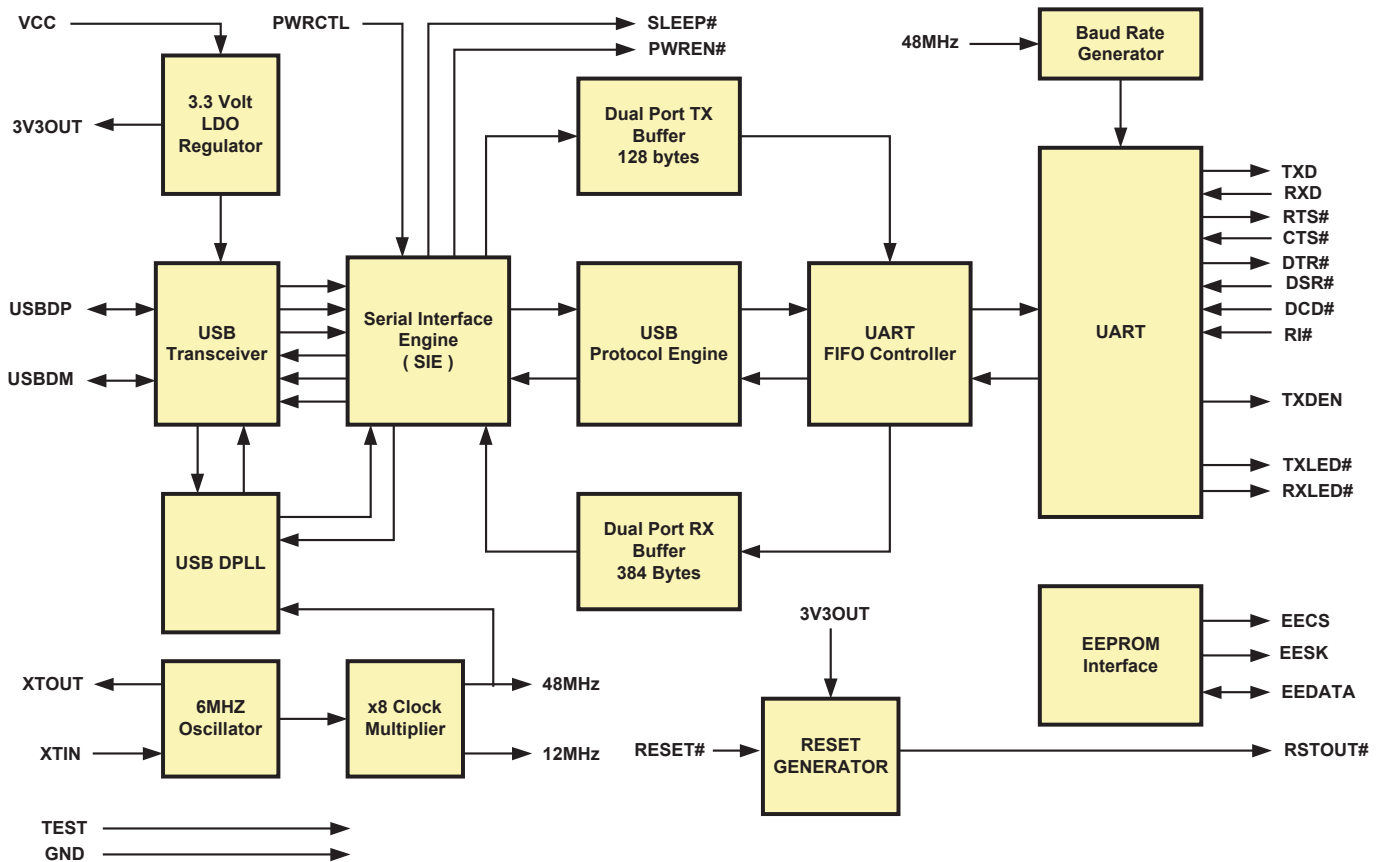 VCC
PWRCTL
SLEEP#
PWREN#
48MHz
Baud Rate
Generator
3.3 Volt
LDO
Regulator
3V3OUT
Dual Port TX
Buffer
128 bytes
TXD
RXD
RTS#
CTS#
DTR#
DSR#
DCD#
RI#
TXDEN
TXLED#
RXLED#
USBDP
USBDM
USB
Transceiver
Serial Interface
Engine
( SIE )
USB
Protocol Engine
UART
FIFO Controller
UART
USB DPLL
Dual Port RX
Buffer
384 Bytes
3V3OUT
EEPROM
Interface
EECS
EESK
EEDATA
XTOUT
XTIN
6MHZ
Oscillator
x8 Clock
Multiplier
48MHz
12MHz
RESET#
RESET
GENERATOR
RSTOUT#
TEST
GND